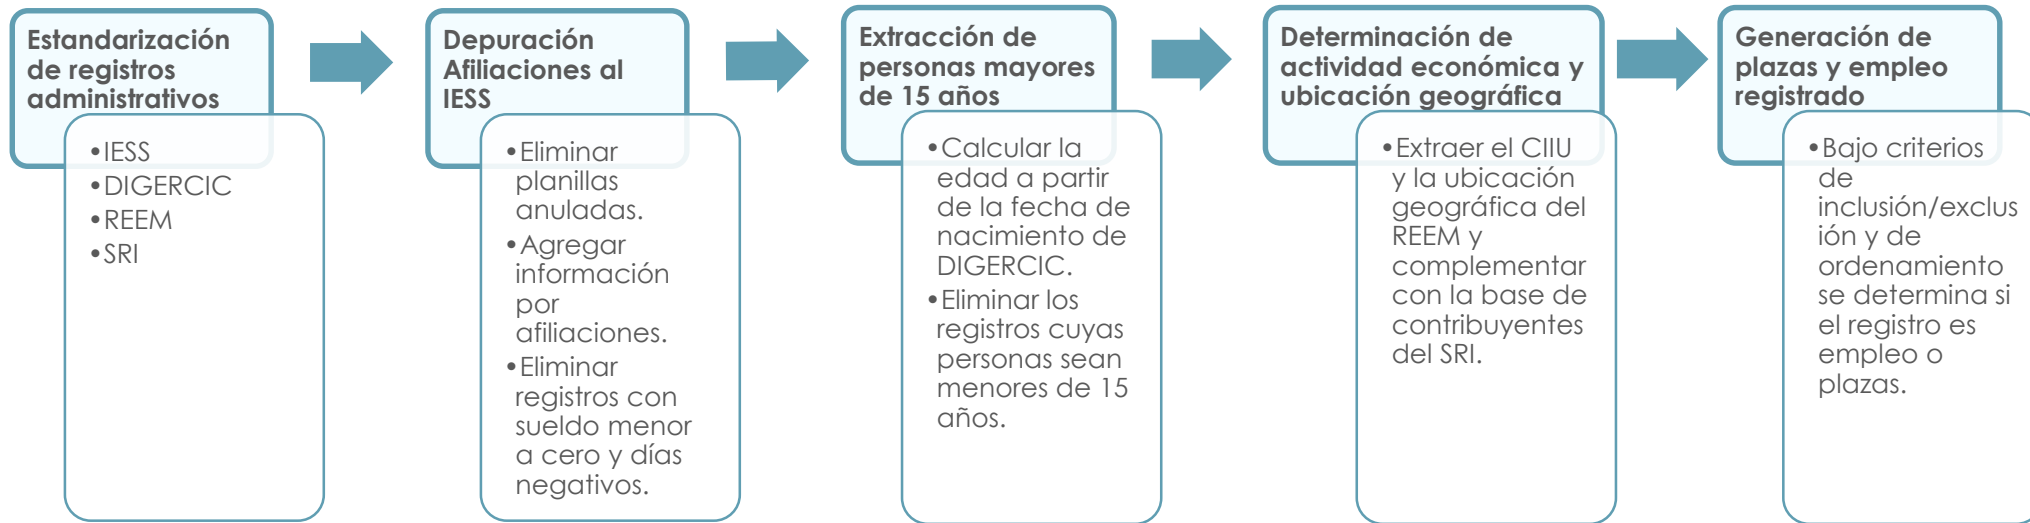 Estandarización
de registros
administrativos
•IESS
•DIGERCIC
•REEM
•SRI
Depuración
Afiliaciones al
IESS
•Eliminar
planillas
anuladas.
•Agregar
información
por
afiliaciones.
•Eliminar
registros con
sueldo menor
a cero y días
negativos.
Extracción de
personas mayores
de 15 años
•Calcular la
edad a partir
de la fecha de
nacimiento de
DIGERCIC.
•Eliminar los
registros cuyas
personas sean
menores de 15
años.
Determinación de
actividad económica y
ubicación geográfica
•Extraer el CIIU
y la ubicación
geográfica del
REEM y
complementar
con la base de
contribuyentes
del SRI.
Generación de
plazas y empleo
registrado
•Bajo criterios
de
inclusión/exclus
ión y de
ordenamiento
se determina si
el registro es
empleo o
plazas.